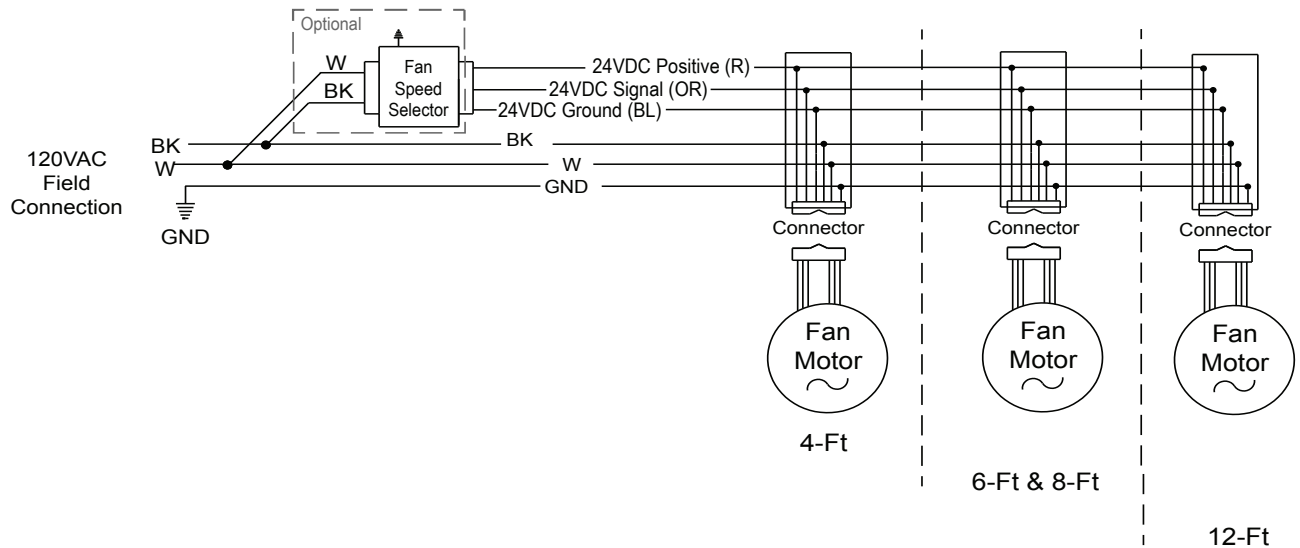 Optional
W
BK
Fan
Speed
Selector
24VDC Positive (R)
24VDC Signal (OR)
24VDC Ground (BL)
120VAC
Field
Connection
BK
W
GND
BK
W
GND
Connector
Connector
Connector
Fan
Motor
Fan
Motor
Fan
Motor
4-Ft
6-Ft & 8-Ft
12-Ft